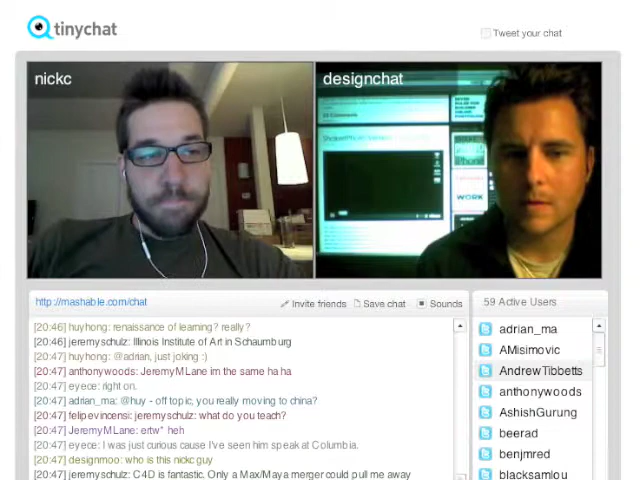 tinychat
Tweet your chat
nickc
designchat
WORK
http://mashable.com/chat
Invite friends
Save chat
Sounds
59 Active Users
[20:46] huyhong: renaissance of learning? really?
[20:46] jeremyschulz: Illinois Institute of Art in Schaumburg
[20:47] huyhong: @adrian, just joking :)
[20:47] anthonywoods: JeremyMLane im the same ha ha
[20:47] eyece: right on.
[20:47] adrian_ma: @huy - off topic, you really moving to china?
[20:47] felipevincensi: jeremyschulz: what do you teach?
[20:47] JeremyMLane: ertw* heh
[20:47] eyece: I was just curious cause I've seen him speak at Columbia.
[20:47] designmoo: who is this nickc guy
[20:47] jeremyschulz: C4D is fantastic. Only a Max/Maya merger could pull me away
adrian_ma
AMisimovic
AndrewTibbetts
anthonywoods
AshishGurung
beerad
benjmred
blacksamlou